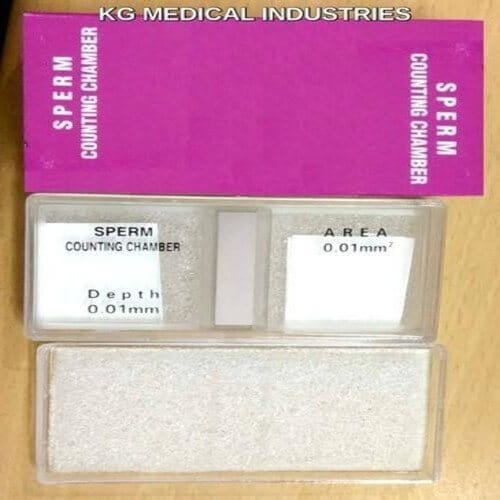 KG MEDICAL INDUSTRIES
SPERM
COUNTING CHAMBER
SPERM
COUNTING CHAMBER
SPERM
COUNTING CHAMBER
Depth
0.01mm
AREA
0.01mm²